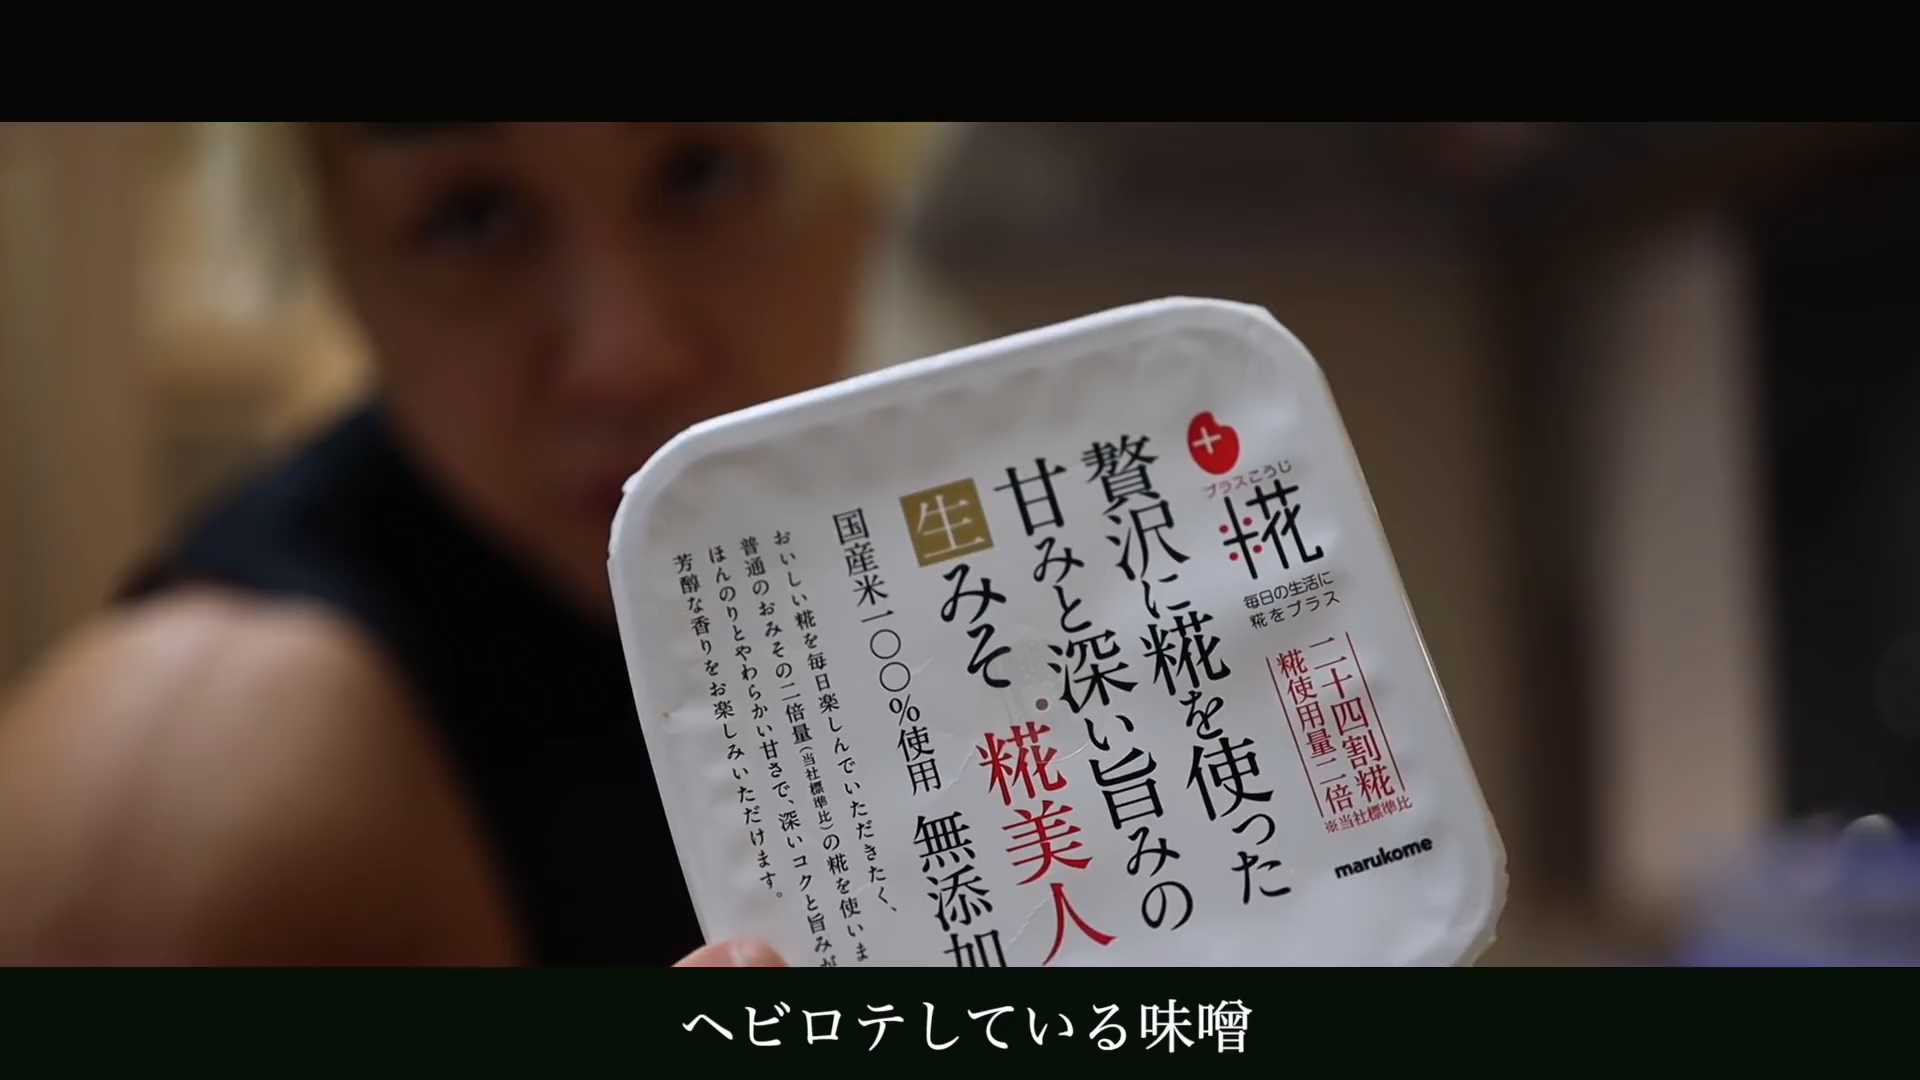 プラスこうじ
糀
毎日の生活に
糀をプラス
二十四割糀
糀使用量二倍
※当社標準比
marukome
贅沢に糀を使った
甘みと深い旨みの
生みそ・糀美人
国産米一〇〇%使用 無添加
おいしい糀を毎日楽しんでいただきたく、
普通のおみその二倍量(当社標準比)の糀を使いま
ほんのりとやわらかい甘さで、深いコクと旨みが
芳醇な香りをお楽しみいただけます。
ヘビロテしている味噌